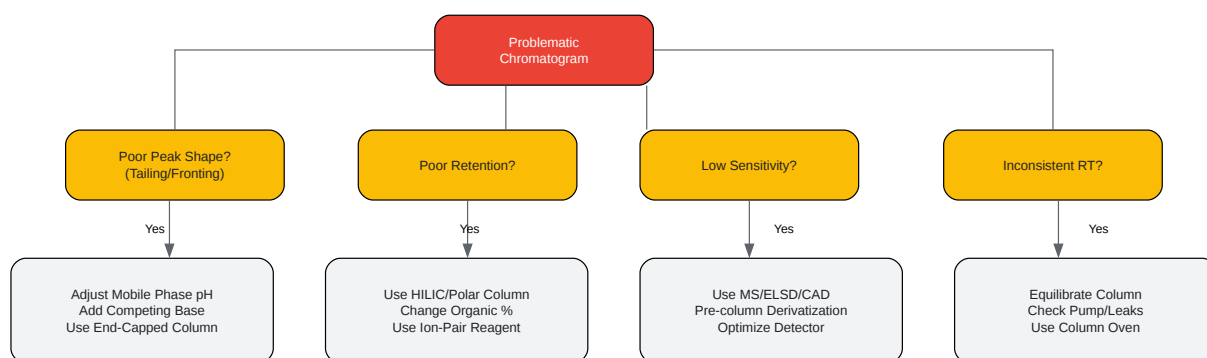 Problematic
Chromatogram
Poor Peak Shape?
(Tailing/Fronting)
Poor Retention?
Low Sensitivity?
Inconsistent RT?
Yes
Yes
Yes
Yes
Adjust Mobile Phase pH
Add Competing Base
Use End-Capped Column
Use HILIC/Polar Column
Change Organic %
Use Ion-Pair Reagent
Use MS/ELSD/CAD
Pre-column Derivatization
Optimize Detector
Equilibrate Column
Check Pump/Leaks
Use Column Oven